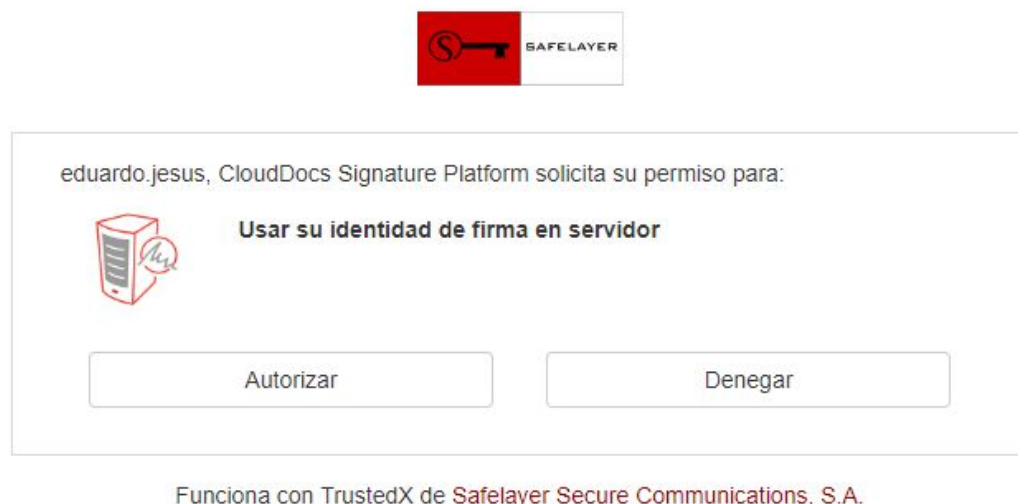 S SAFELAYER
eduardo.jesus, CloudDocs Signature Platform solicita su permiso para:
Usar su identidad de firma en servidor
Autorizar Denegar
Funciona con TrustedX de Safelayer Secure Communications, S.A.